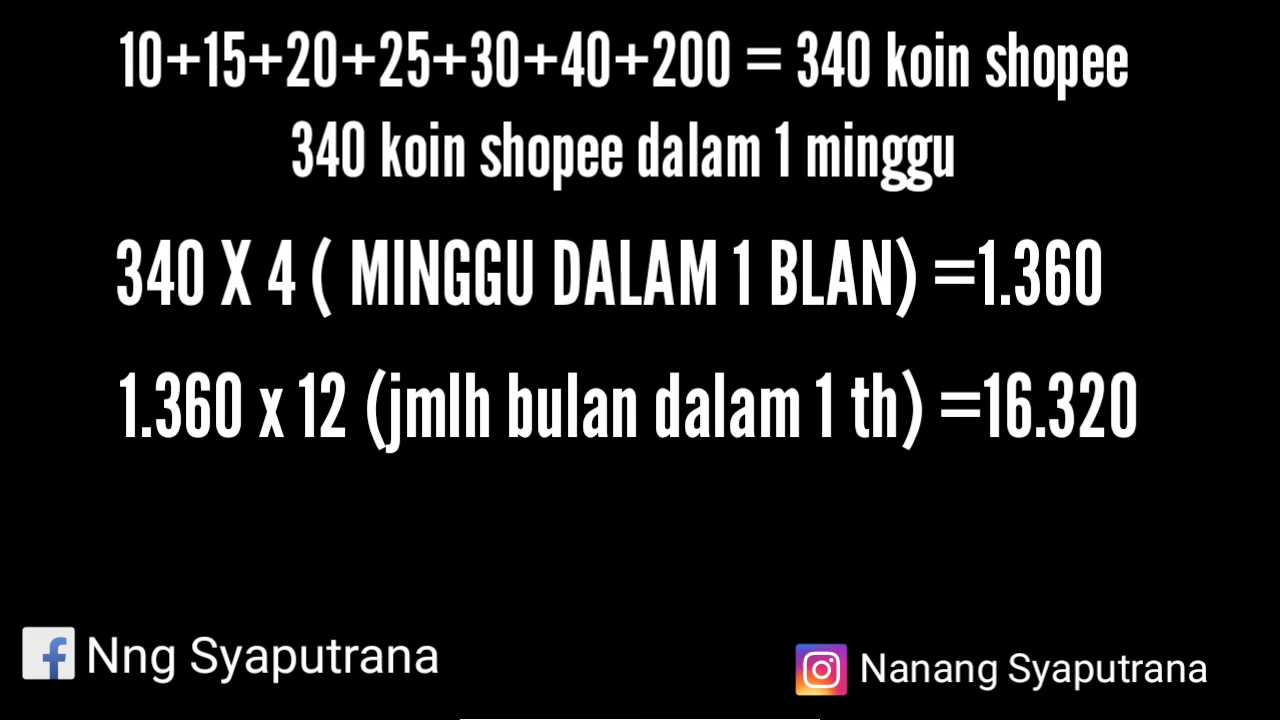 10+15+20+25+30+40+200 = 340 koin shopee
340 koin shopee dalam 1 minggu
340 X 4 ( MINGGU DALAM 1 BLAN) =1.360
1.360 x 12 (jmlh bulan dalam 1 th) =16.320
Nng Syaputrana
Nanang Syaputrana